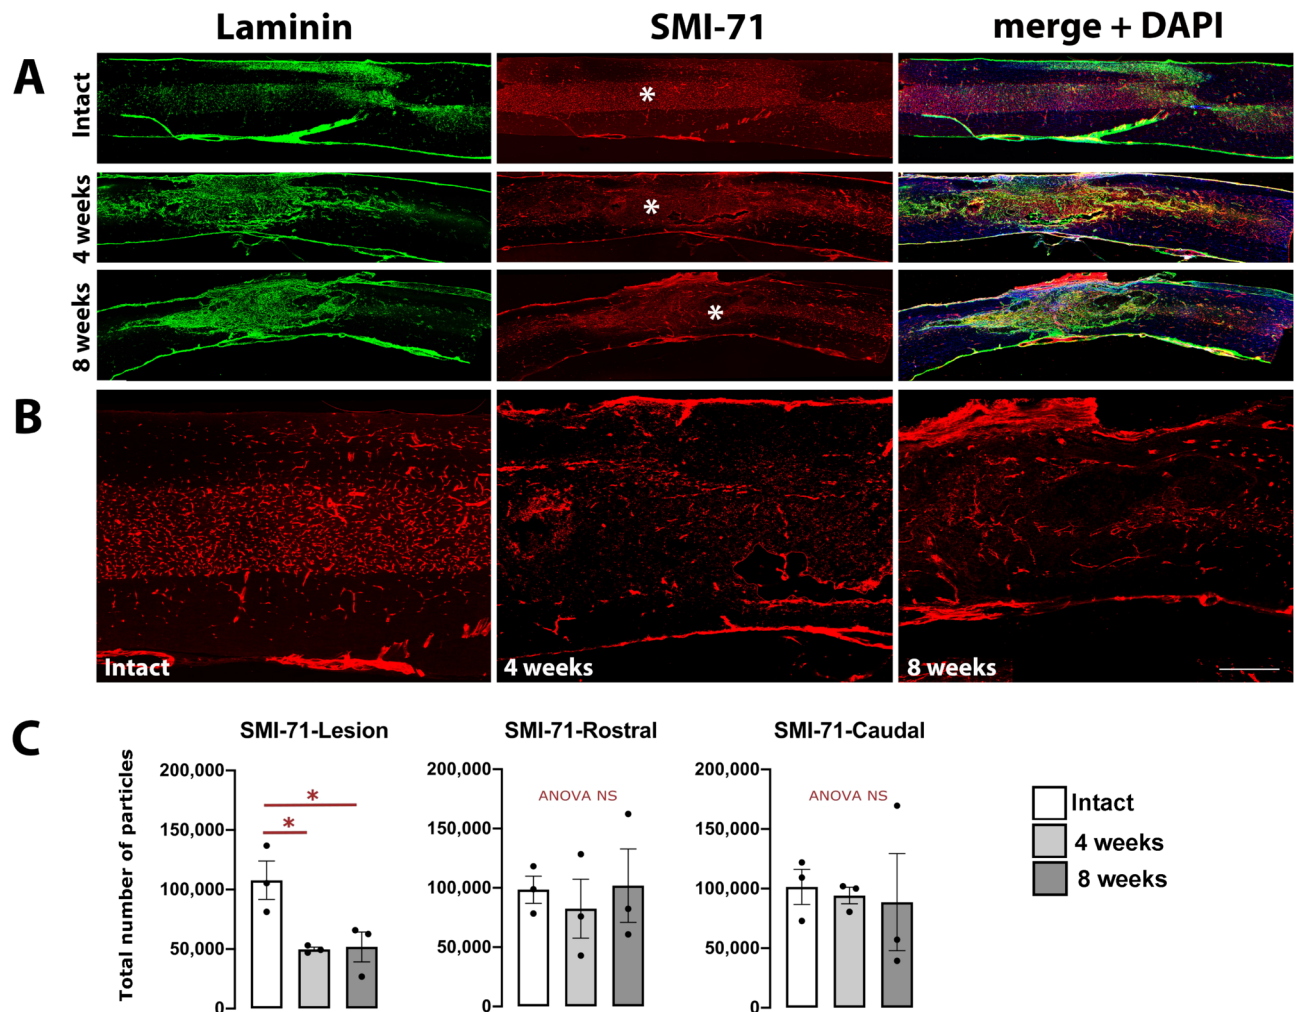 Laminin
SMI-71
merge + DAPI
A
Intact
*
4 weeks
*
8 weeks
*
B
Intact
4 weeks
8 weeks
C
SMI-71-Lesion
SMI-71-Rostral
SMI-71-Caudal
Total number of particles
200,000
150,000
100,000
50,000
0
*
*
200,000
150,000
100,000
50,000
0
ANOVA NS
200,000
150,000
100,000
50,000
0
ANOVA NS
Intact
4 weeks
8 weeks